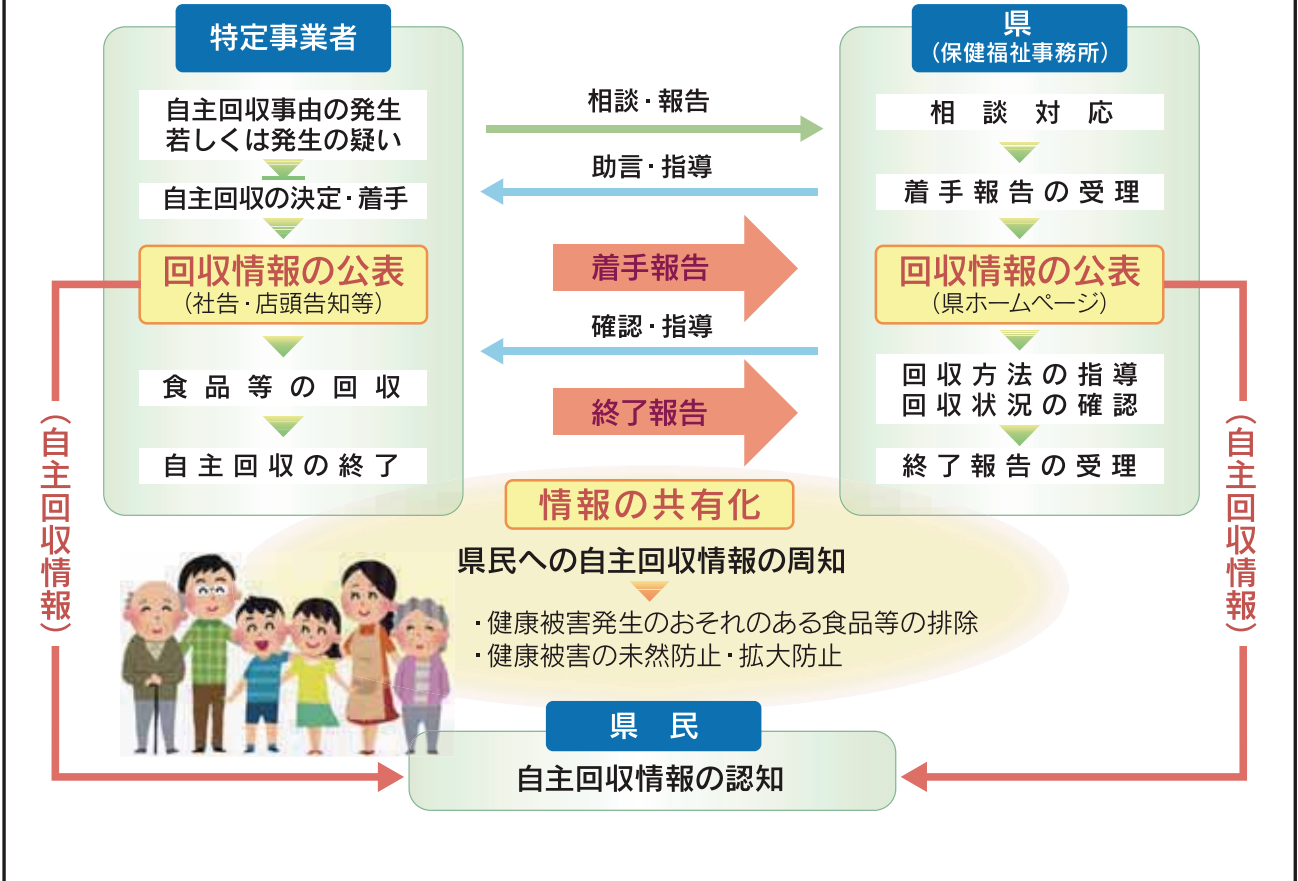 特定事業者
自主回収事由の発生
若しくは発生の疑い
自主回収の決定・着手
回収情報の公表
（社告・店頭告知等）
食品等の回収
自主回収の終了
相談・報告
助言・指導
着手報告
確認・指導
終了報告
県
（保健福祉事務所）
相談対応
着手報告の受理
回収情報の公表
（県ホームページ）
回収方法の指導
回収状況の確認
終了報告の受理
（自主回収情報）
（自主回収情報）
情報の共有化
県民への自主回収情報の周知
・健康被害発生のおそれのある食品等の排除
・健康被害の未然防止・拡大防止
県民
自主回収情報の認知